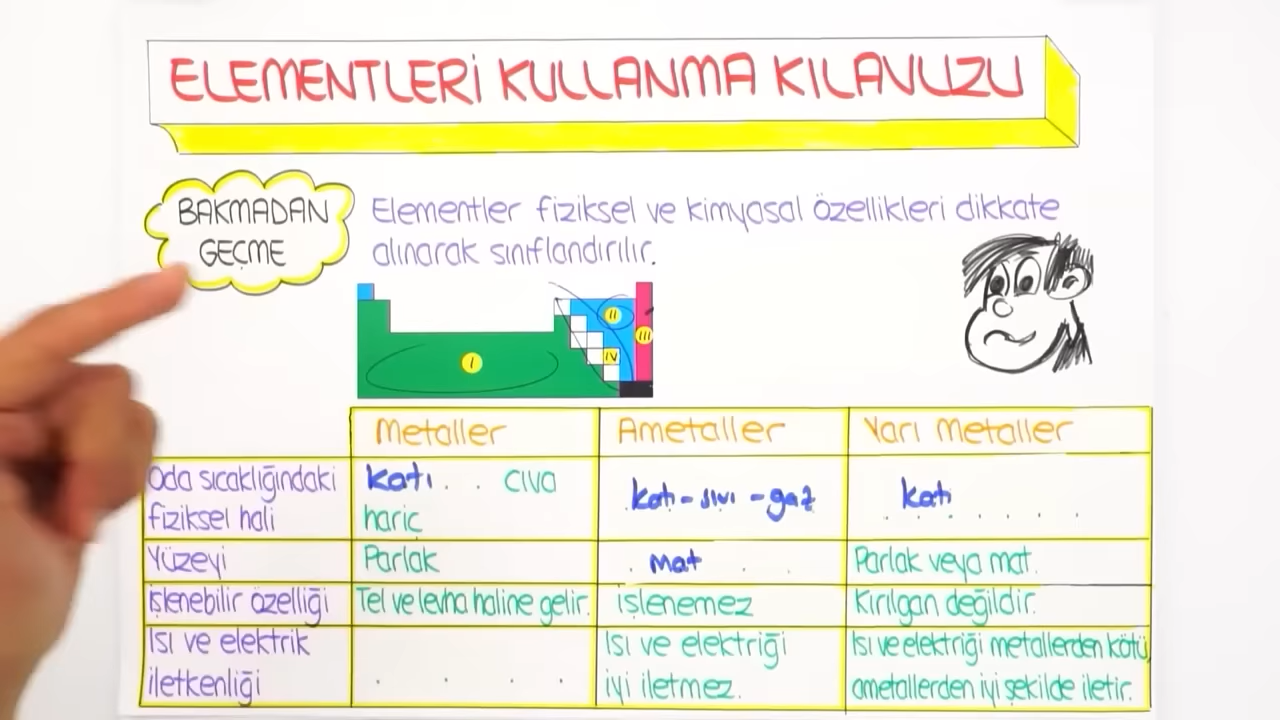 ELEMENTLERİ KULLANMA KILAVUZU
BAKMADAN
GEÇME
Elementler fiziksel ve kimyasal özellikleri dikkate
alınarak sınıflandırılır.
II
III
I
IV
Metaller Ametaller Yarı Metaller
Oda sıcaklığındaki
fiziksel hali
katı . . cıva
hariç
katı - sıvı - gaz
katı
Yüzeyi Parlak mat Parlak veya mat.
İşlenebilir özelliği Tel ve levha haline gelir. İşlenemez Kırılgan değildir.
Isı ve elektrik
iletkenliği
. . . .
Isı ve elektriği
iyi iletmez.
Isı ve elektriği metallerden kötü,
ametallerden iyi şekilde iletir.